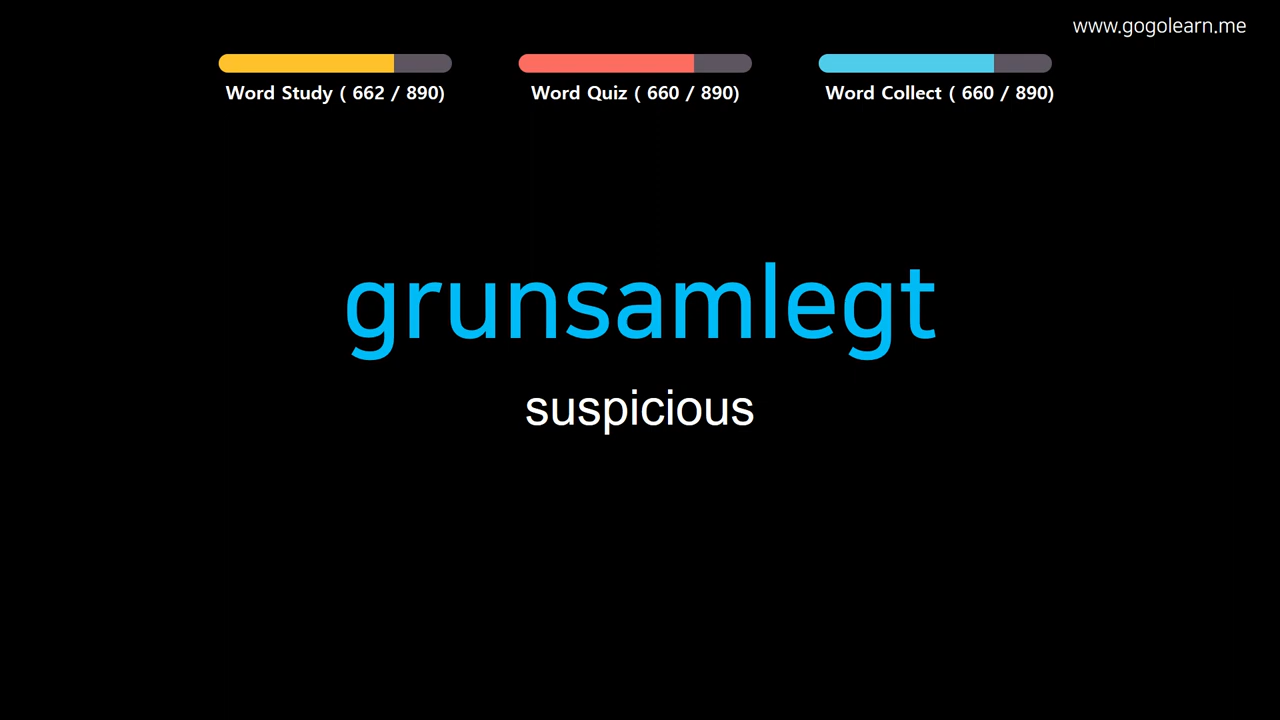 www.gogolearn.me
Word Study ( 662 / 890)
Word Quiz ( 660 / 890)
Word Collect ( 660 / 890)
grunsamlegt
suspicious